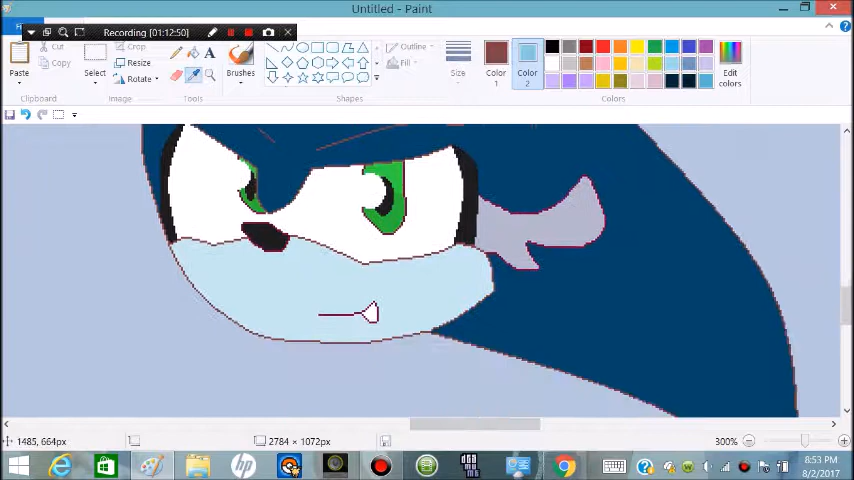 Untitled - Paint
Recording [01:12:50]
Paste
Cut
Copy
Clipboard
Select
Crop
Resize
Rotate
Image
Tools
Brushes
Shapes
Outline
Fill
Size
Color
1
Color
2
Colors
Edit
colors
1485, 664px
2784 × 1072px
300%
8:53 PM
8/2/2017